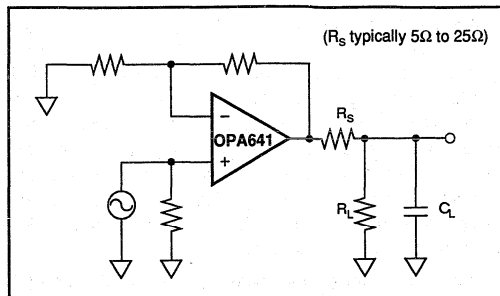 (RS typically 5Ω to 25Ω)
−
OPA641
+
RS
RL
CL